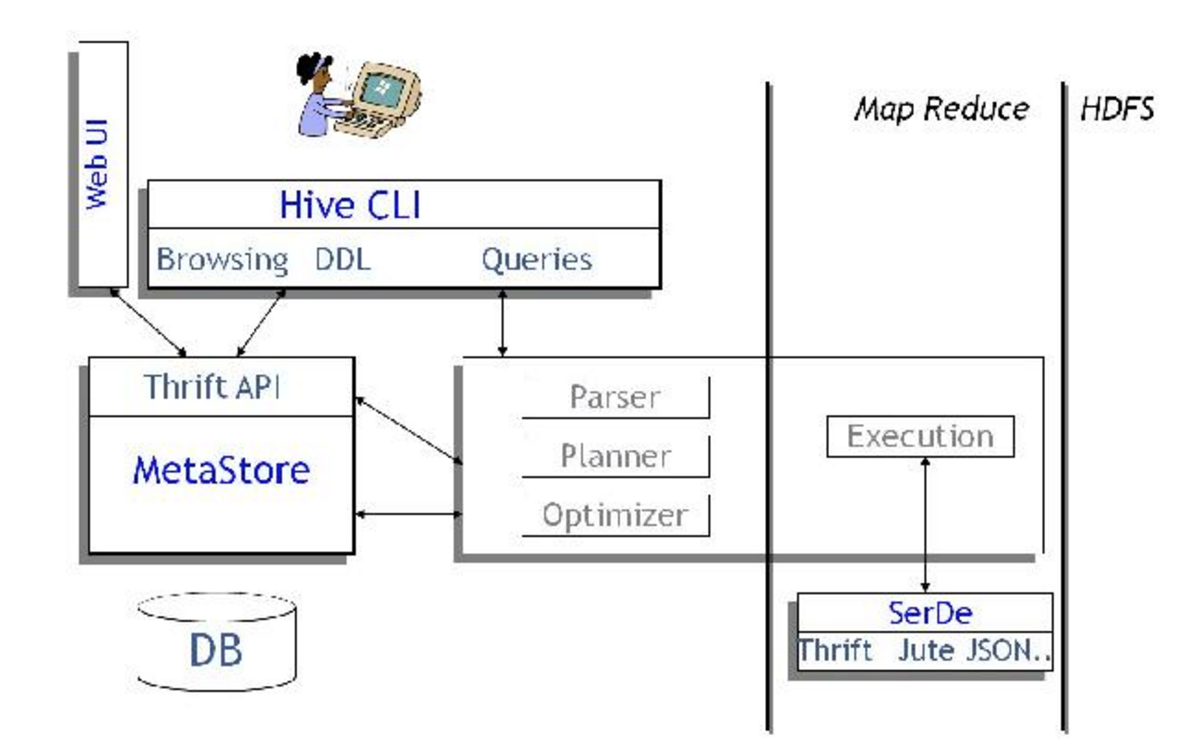 Map Reduce
HDFS
Web UI
Hive CLI
Browsing DDL Queries
Thrift API
MetaStore
Parser
Planner
Optimizer
Execution
DB
SerDe
Thrift Jute JSON..